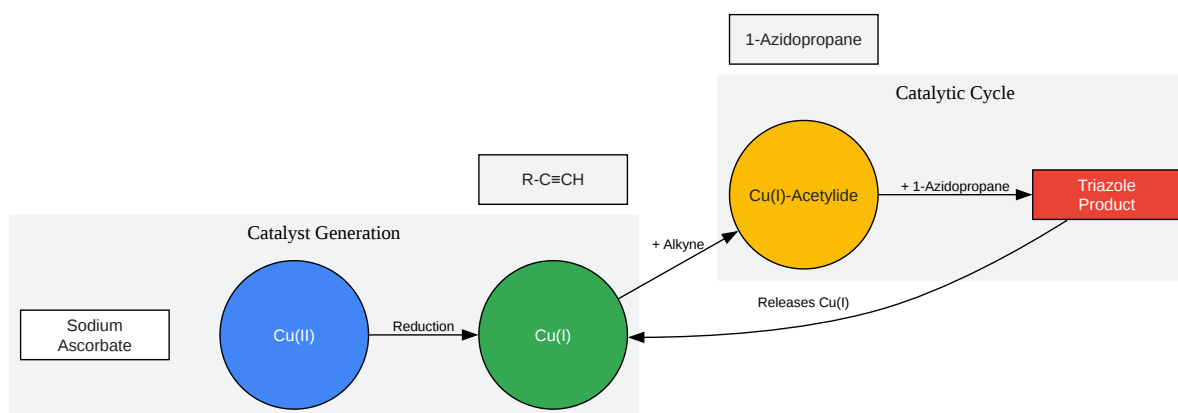 1-Azidopropane
Catalytic Cycle
R-C≡CH
Cu(I)-Acetylide
+ 1-Azidopropane
Triazole
Product
Catalyst Generation
+ Alkyne
Releases Cu(I)
Sodium
Ascorbate
Cu(II)
Reduction
Cu(I)